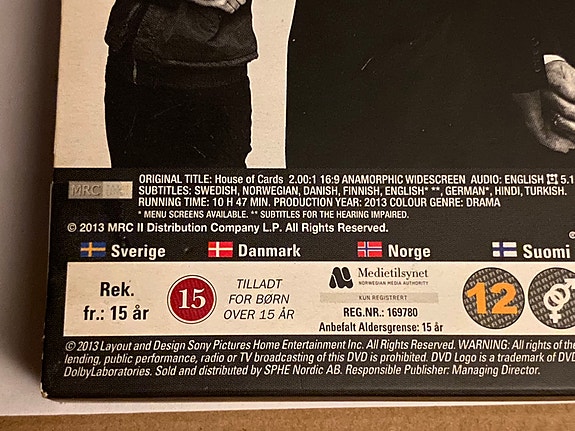 MRC
ORIGINAL TITLE: House of Cards 2.00:1 16:9 ANAMORPHIC WIDESCREEN AUDIO: ENGLISH 5.1
SUBTITLES: SWEDISH, NORWEGIAN, DANISH, FINNISH, ENGLISH* **, GERMAN*, HINDI, TURKISH.
RUNNING TIME: 10 H 47 MIN. PRODUCTION YEAR: 2013 COLOUR GENRE: DRAMA
* MENU SCREENS AVAILABLE. ** SUBTITLES FOR THE HEARING IMPAIRED.
© 2013 MRC II Distribution Company L.P. All Rights Reserved.
®
Sverige Danmark Norge Suomi
Rek.
fr.: 15 år
15
TILLADT
FOR BØRN
OVER 15 ÅR
Medietilsynet
NORWEGIAN MEDIA AUTHORITY
KUN REGISTRERT
REG.NR.: 169780
Anbefalt Aldersgrense: 15 år
12
© 2013 Layout and Design Sony Pictures Home Entertainment Inc. All Rights Reserved. WARNING: All rights of the
lending, public performance, radio or TV broadcasting of this DVD is prohibited. DVD Logo is a trademark of DVD
DolbyLaboratories. Sold and distributed by SPHE Nordic AB. Responsible Publisher: Managing Director.